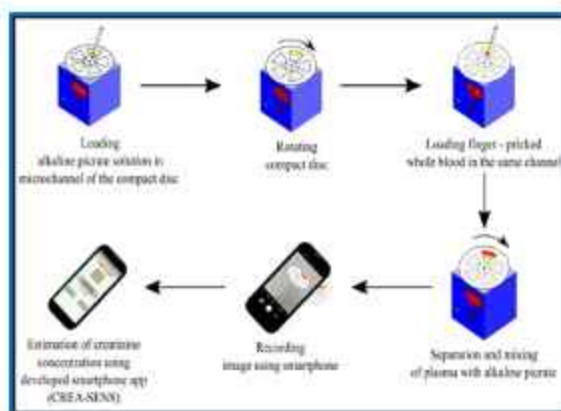 Loading
alkaline picrate solution in
microchannel of the compact disc
Rotating
compact disc
Loading finger - pricked
whole blood in the same channel
Separation and mixing
of plasma with alkaline picrate
Recording
image using smartphone
Estimation of creatinine
concentration using
developed smartphone app
(CREA-SENS)